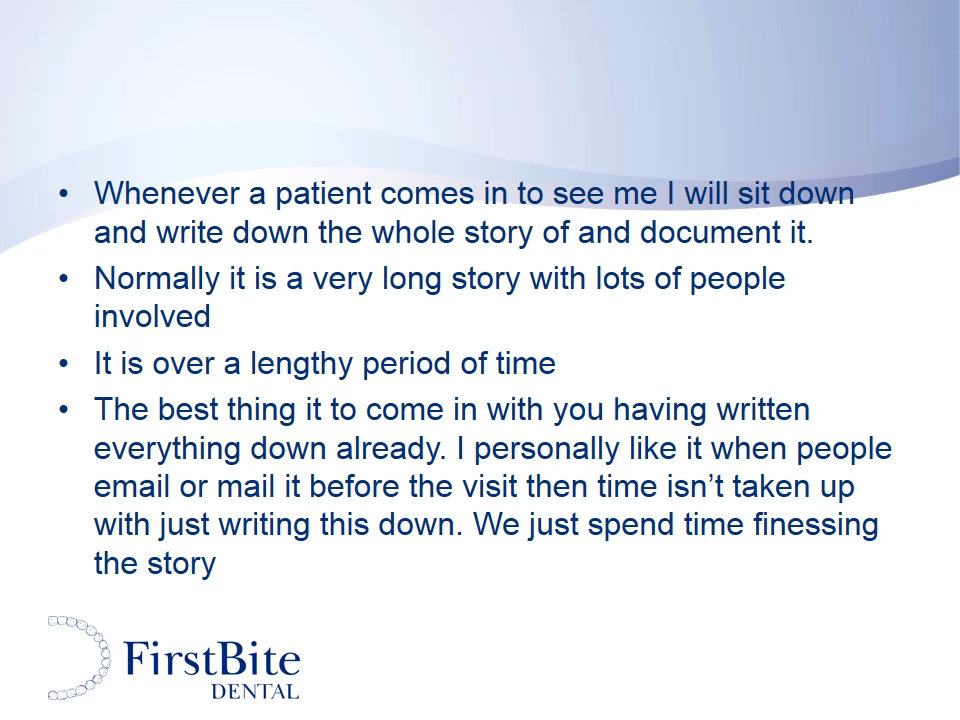 • Whenever a patient comes in to see me I will sit down
and write down the whole story of and document it.
• Normally it is a very long story with lots of people
involved
• It is over a lengthy period of time
• The best thing it to come in with you having written
everything down already. I personally like it when people
email or mail it before the visit then time isn’t taken up
with just writing this down. We just spend time finessing
the story
FirstBite
DENTAL